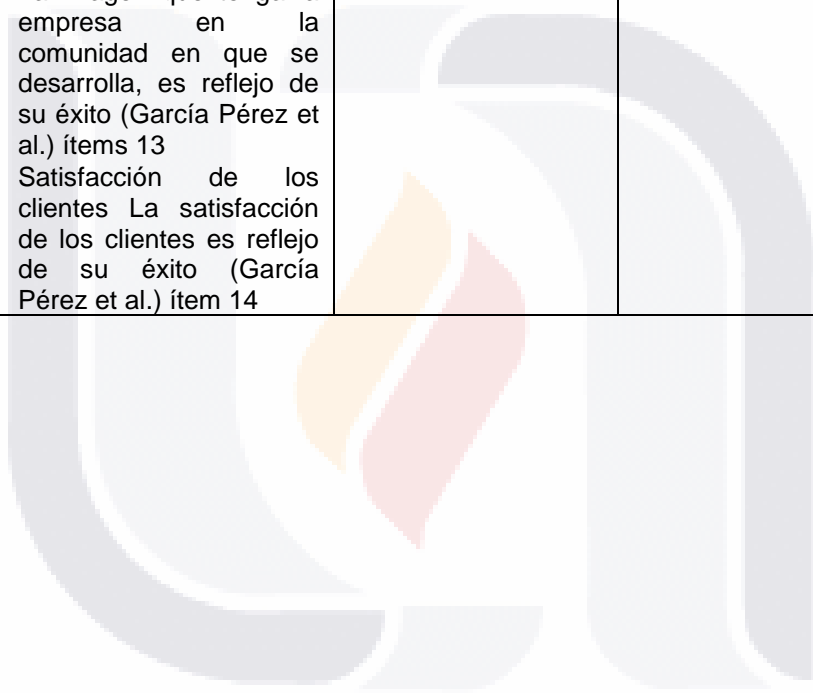 empresa en la
comunidad en que se
desarrolla, es reflejo de
su éxito (García Pérez et
al.) ítems 13
Satisfacción de los
clientes La satisfacción
de los clientes es reflejo
de su éxito (García
Pérez et al.) ítem 14